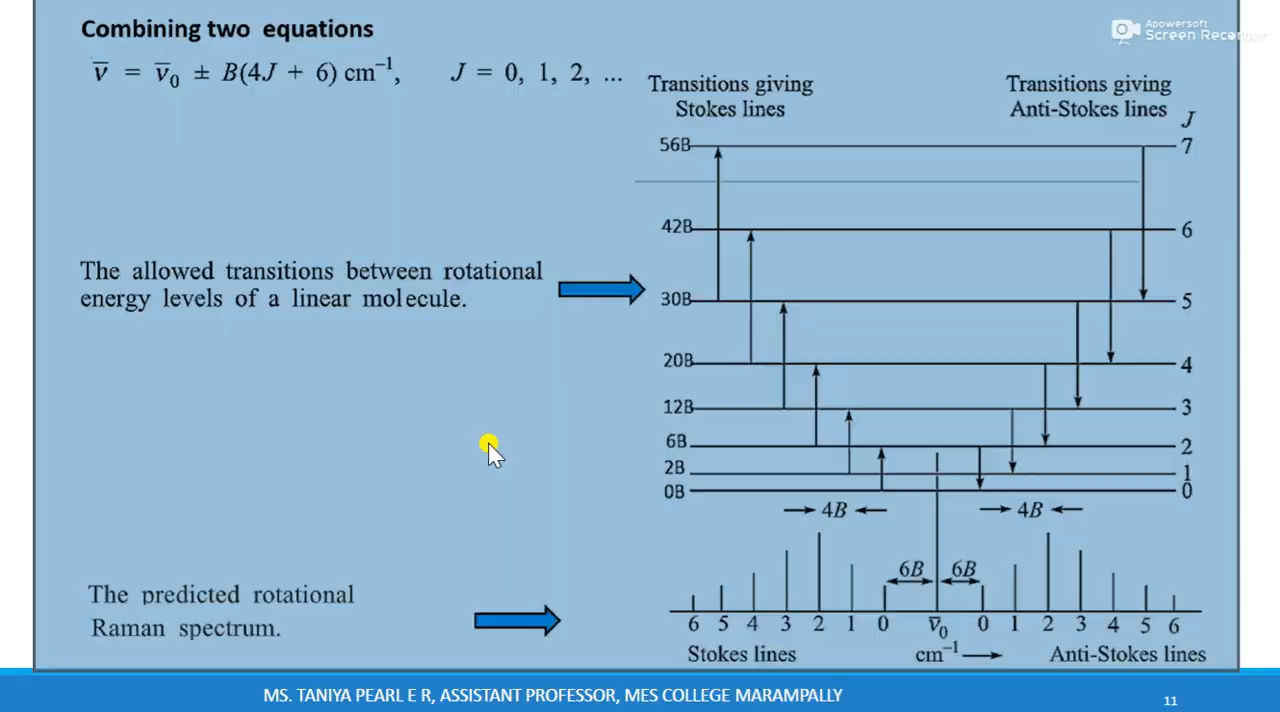 Combining two equations
Apowersoft
Screen Recorder
ν̅ = ν̅₀ ± B(4J + 6) cm⁻¹, J = 0, 1, 2, ...
Transitions giving
Stokes lines
Transitions giving
Anti-Stokes lines
J
56B 7
42B 6
The allowed transitions between rotational
energy levels of a linear molecule.
30B 5
20B 4
12B 3
6B 2
2B 1
0B 0
4B 4B
6B 6B
The predicted rotational
Raman spectrum.
6 5 4 3 2 1 0 ν̅₀ 0 1 2 3 4 5 6
Stokes lines cm⁻¹ Anti-Stokes lines
MS. TANIYA PEARL E R, ASSISTANT PROFESSOR, MES COLLEGE MARAMPALLY
11